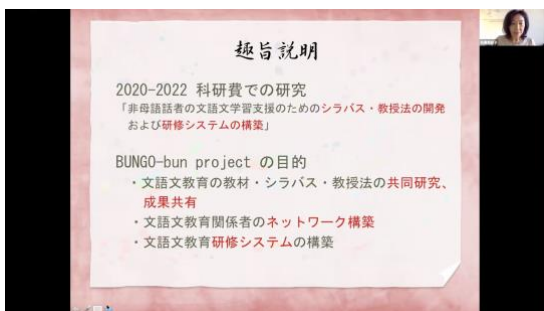 趣旨説明
2020-2022 科研費での研究
「非母語話者の文語文学習支援のためのシラバス・教授法の開発
および研修システムの構築」
BUNGO-bun project の目的
・文語文教育の教材・シラバス・教授法の共同研究、
成果共有
・文語文教育関係者のネットワーク構築
・文語文教育研修システムの構築